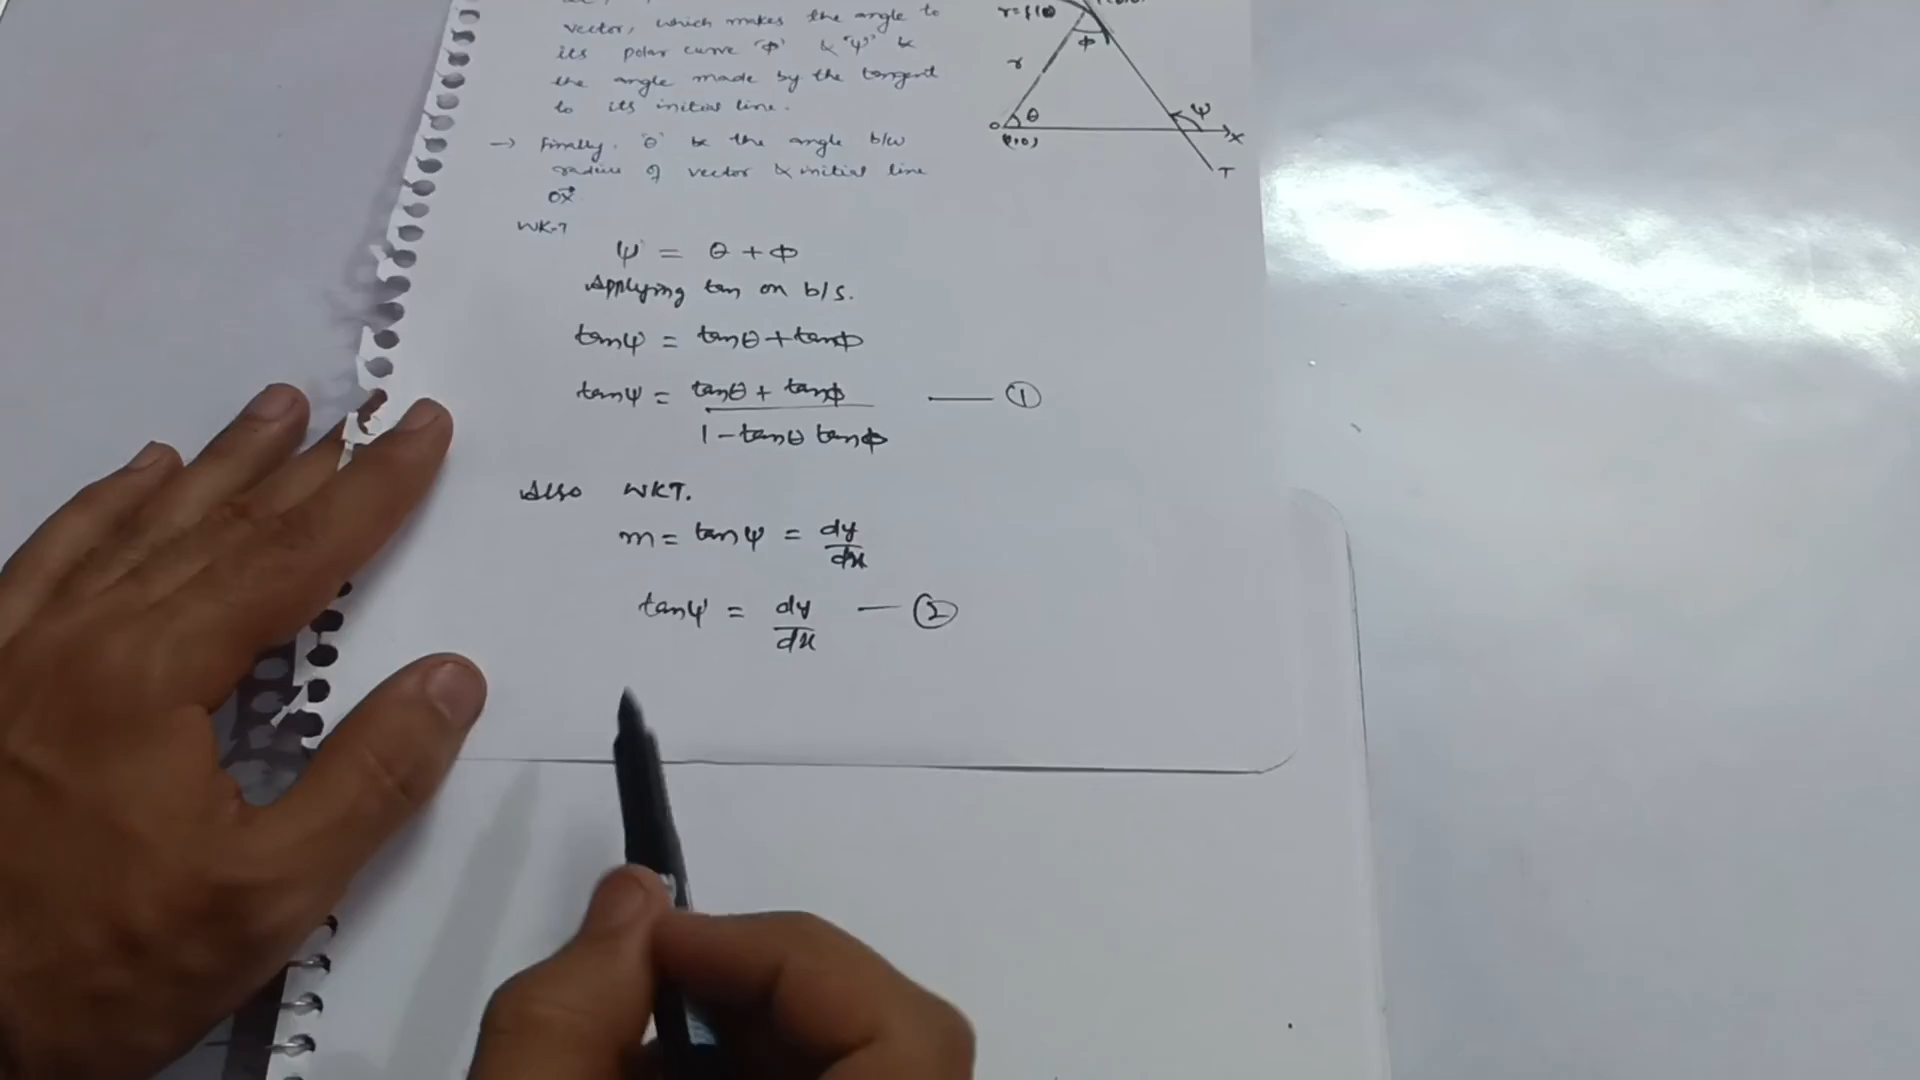 vector, which makes the angle to
its polar curve 'φ' & 'ψ' be
the angle made by the tangent
to its initial line.
→ Finally, 'θ' be the angle b/w
radius of vector & initial line
OX
WK-T
ψ = θ + φ
Applying tan on b/s.
tanψ = tanθ + tanφ
tanψ = tanθ + tanφ —— ①
1 - tanθ tanφ
Also WKT.
m = tanψ = dy
dx
tanψ = dy — ②
dx
r = f(θ)
φ
r
θ
ψ
O
X
(0,0)
T